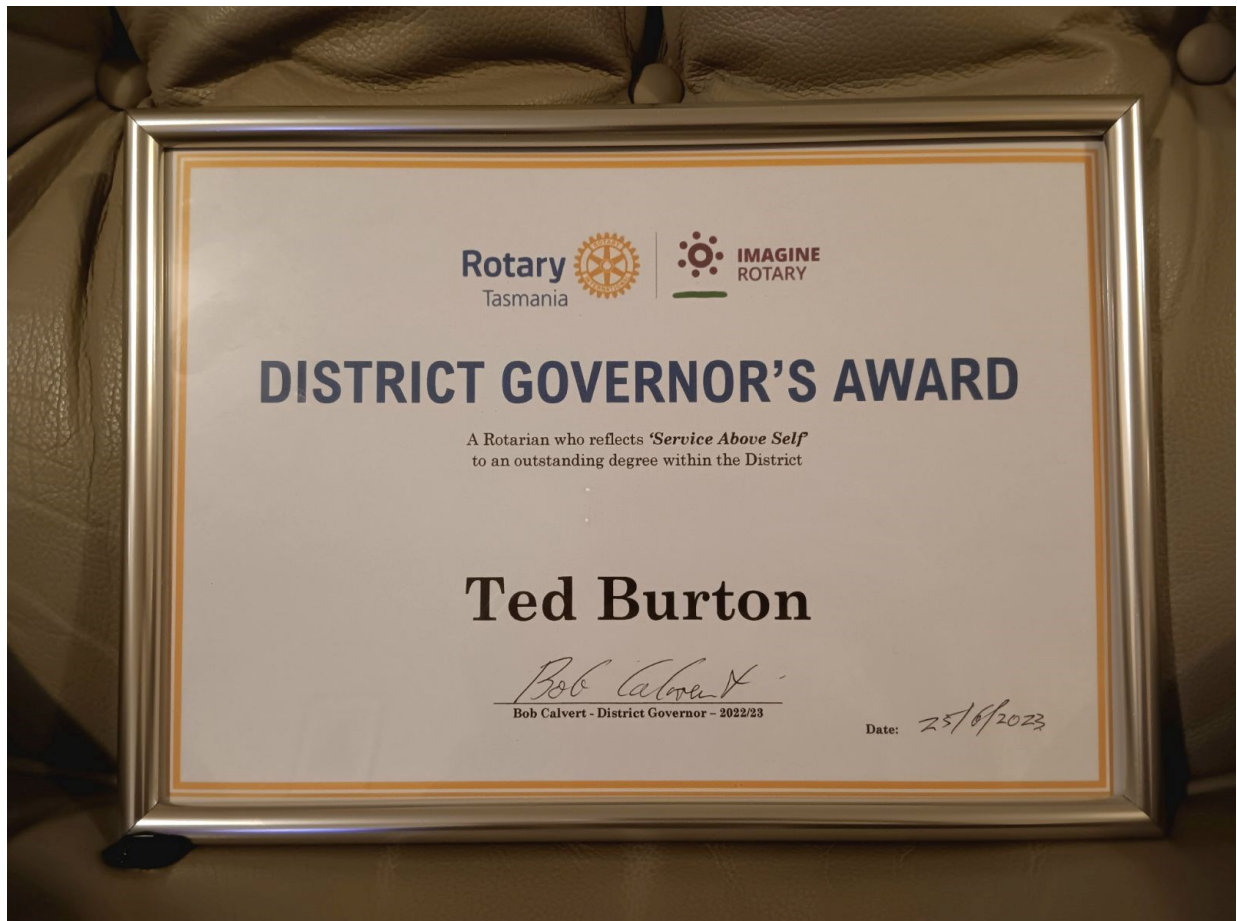 Rotary
Tasmania
IMAGINE
ROTARY
DISTRICT GOVERNOR’S AWARD
A Rotarian who reflects ‘Service Above Self’
to an outstanding degree within the District
Ted Burton
Bob Calvert
Bob Calvert - District Governor – 2022/23
Date: 25/6/2023